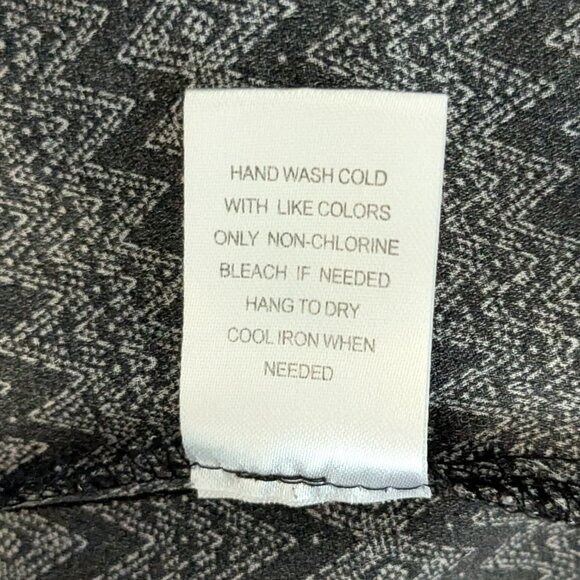 HAND WASH COLD
WITH LIKE COLORS
ONLY NON-CHLORINE
BLEACH IF NEEDED
HANG TO DRY
COOL IRON WHEN
NEEDED